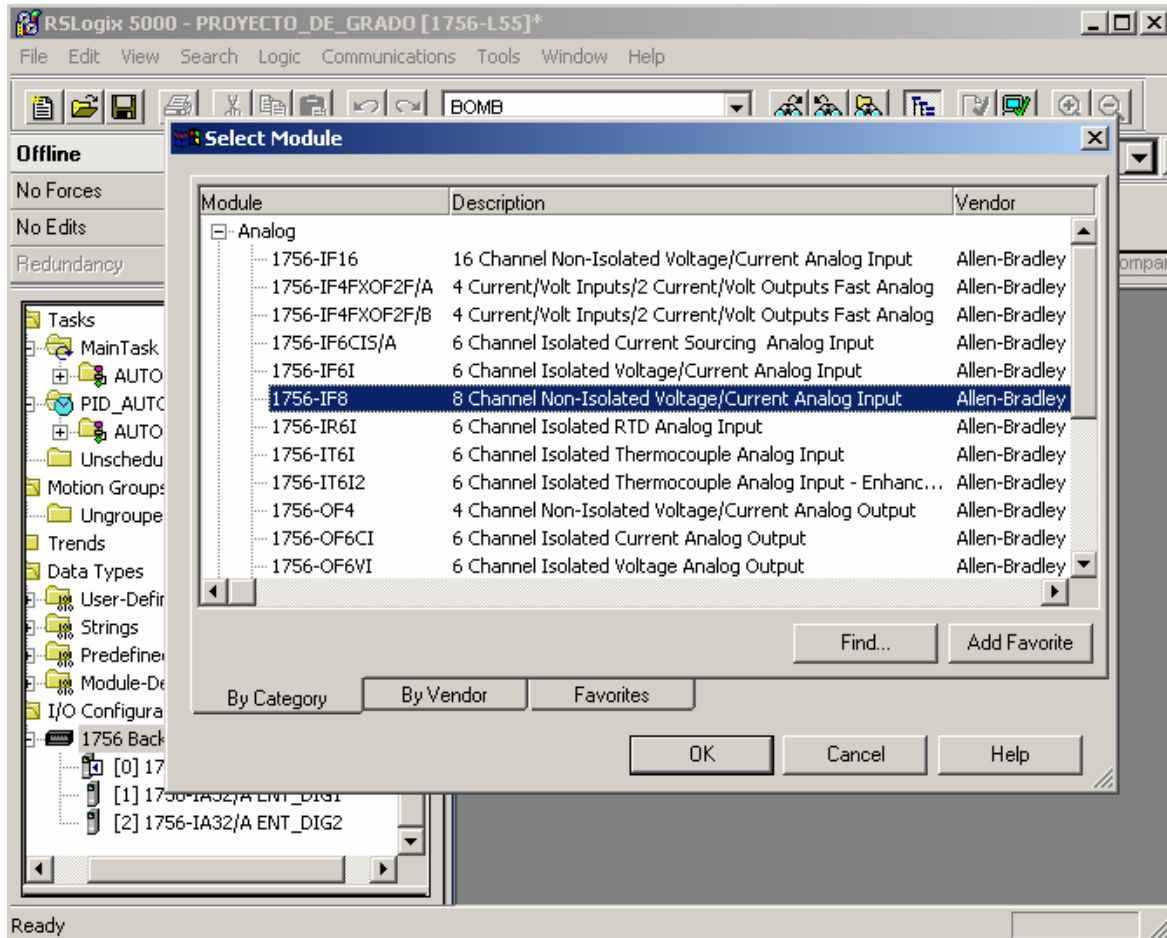 RSLogix 5000 - PROYECTO_DE_GRADO [1756-L55]*
File Edit View Search Logic Communications Tools Window Help
BOMB
Select Module
Offline
No Forces
No Edits
Redundancy
Module Description Vendor
Analog
1756-IF16 16 Channel Non-Isolated Voltage/Current Analog Input Allen-Bradley
1756-IF4FXOF2F/A 4 Current/Volt Inputs/2 Current/Volt Outputs Fast Analog Allen-Bradley
1756-IF4FXOF2F/B 4 Current/Volt Inputs/2 Current/Volt Outputs Fast Analog Allen-Bradley
1756-IF6CIS/A 6 Channel Isolated Current Sourcing Analog Input Allen-Bradley
1756-IF6I 6 Channel Isolated Voltage/Current Analog Input Allen-Bradley
1756-IF8 8 Channel Non-Isolated Voltage/Current Analog Input Allen-Bradley
1756-IR6I 6 Channel Isolated RTD Analog Input Allen-Bradley
1756-IT6I 6 Channel Isolated Thermocouple Analog Input Allen-Bradley
1756-IT6I2 6 Channel Isolated Thermocouple Analog Input - Enhanc... Allen-Bradley
1756-OF4 4 Channel Non-Isolated Voltage/Current Analog Output Allen-Bradley
1756-OF6CI 6 Channel Isolated Current Analog Output Allen-Bradley
1756-OF6VI 6 Channel Isolated Voltage Analog Output Allen-Bradley
Find... Add Favorite
By Category By Vendor Favorites
OK Cancel Help
Tasks
MainTask
AUTO
PID_AUTO
AUTO
Unschedu
Motion Groups
Ungroupe
Trends
Data Types
User-Defin
Strings
Predefine
Module-De
I/O Configura
1756 Back
[0] 17
[1] 1756-IA32/A ENT_DIG1
[2] 1756-IA32/A ENT_DIG2
Ready